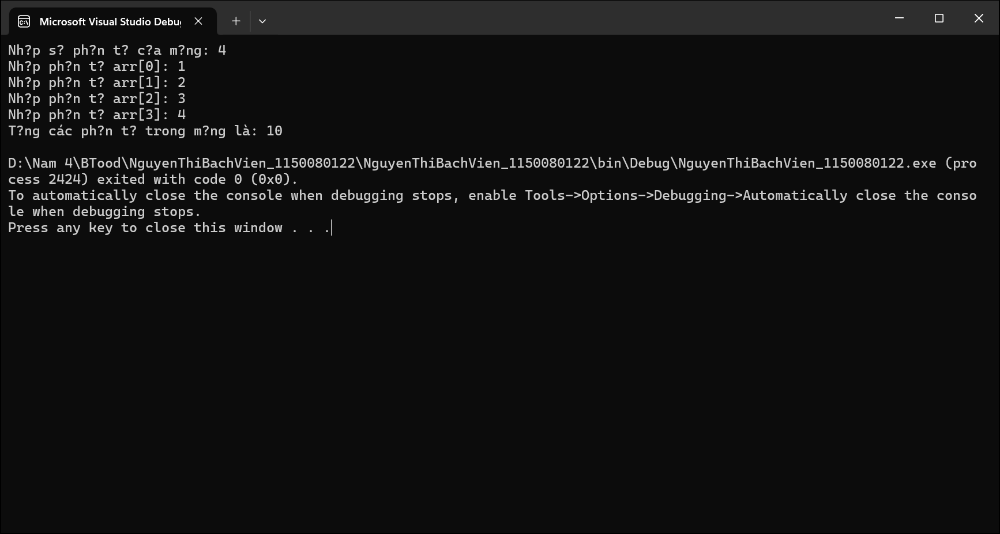 Microsoft Visual Studio Debug
Nh?p s? ph?n t? c?a m?ng: 4
Nh?p ph?n t? arr[0]: 1
Nh?p ph?n t? arr[1]: 2
Nh?p ph?n t? arr[2]: 3
Nh?p ph?n t? arr[3]: 4
T?ng các ph?n t? trong m?ng là: 10
D:\Nam 4\BTood\NguyenThiBachVien_1150080122\NguyenThiBachVien_1150080122\bin\Debug\NguyenThiBachVien_1150080122.exe (pro
cess 2424) exited with code 0 (0x0).
To automatically close the console when debugging stops, enable Tools->Options->Debugging->Automatically close the conso
le when debugging stops.
Press any key to close this window . . .